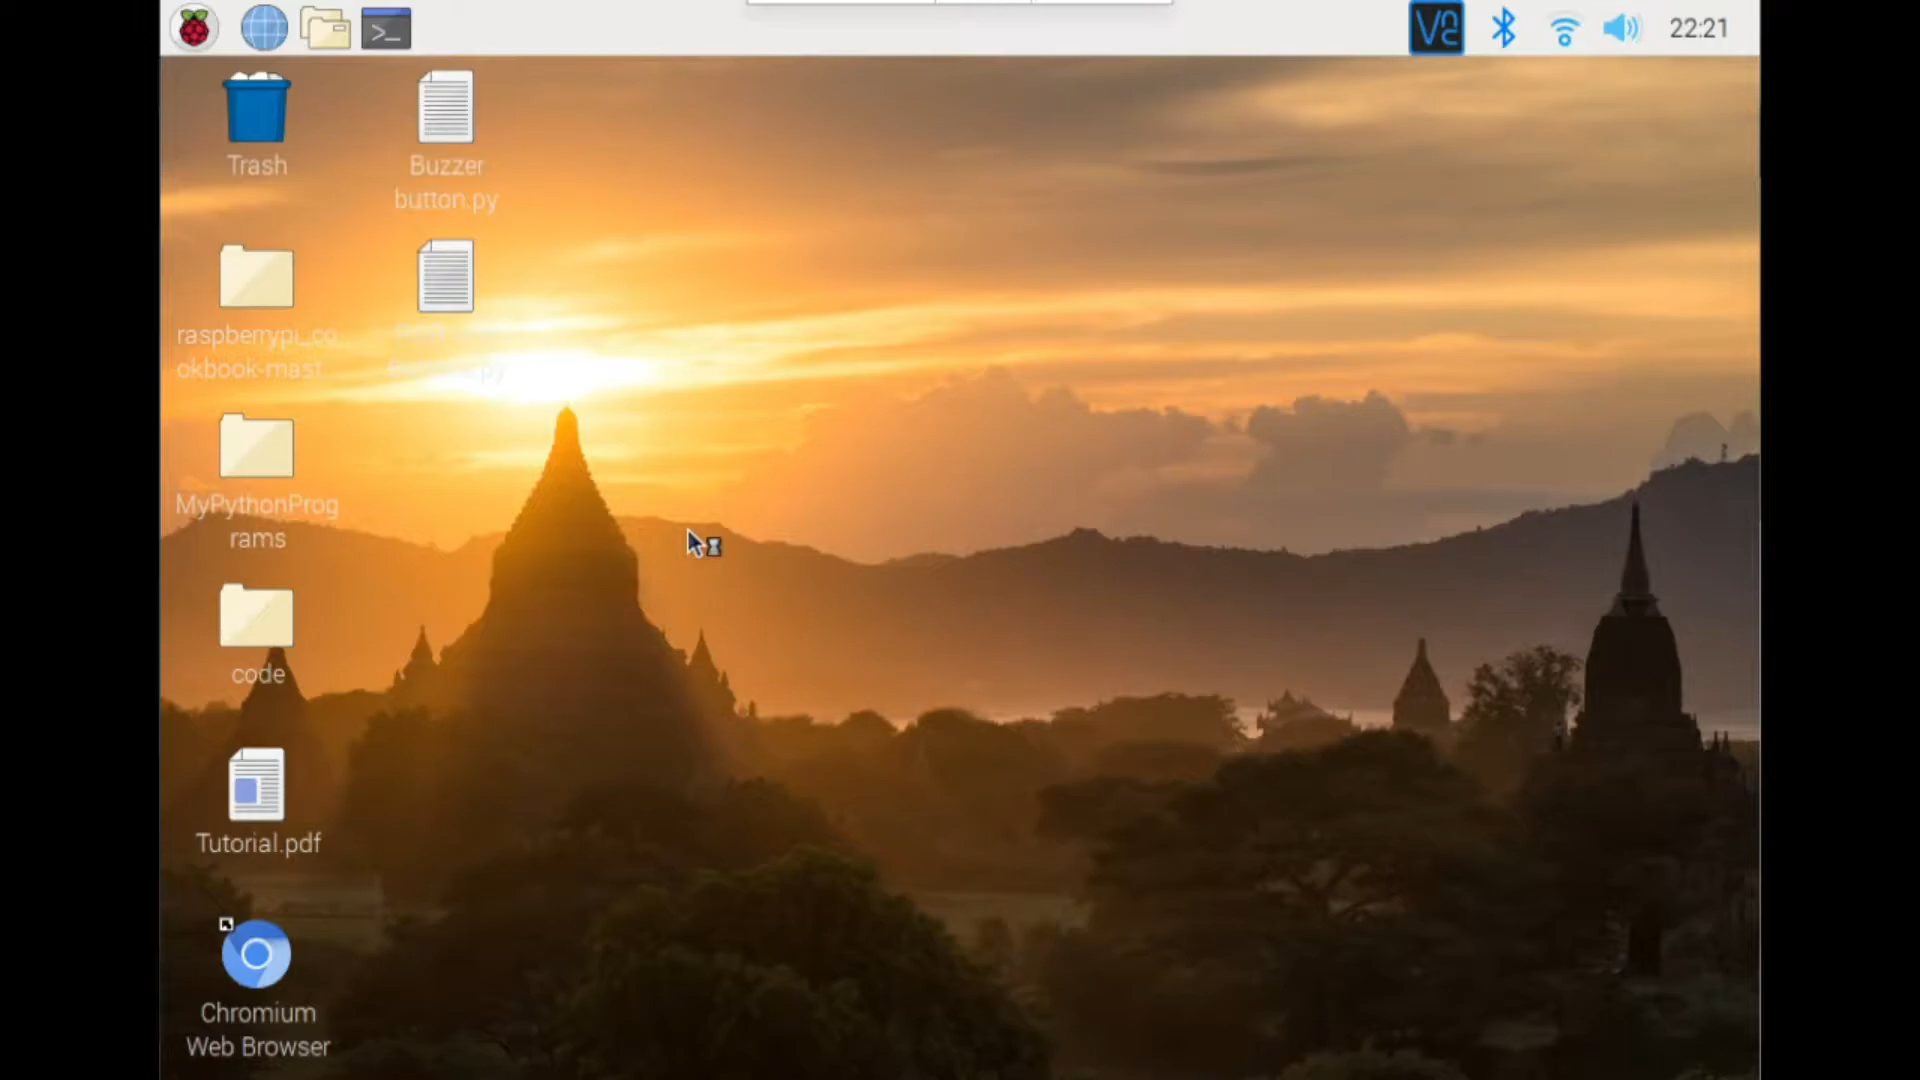 22:21
Trash
Buzzer
button.py
raspberrypi_co
okbook-mast...
MyPythonProg
rams
code
Tutorial.pdf
Chromium
Web Browser